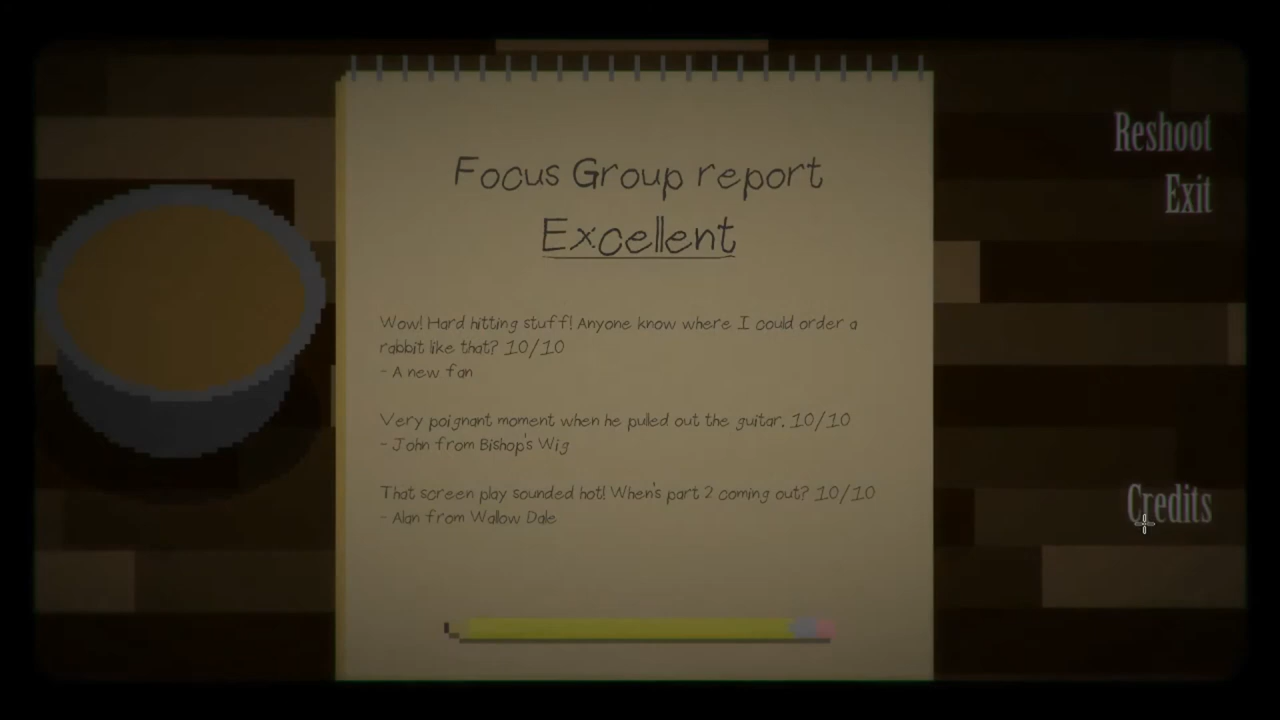 Focus Group report
Excellent
Wow! Hard hitting stuff! Anyone know where I could order a
rabbit like that? 10/10
- A new fan
Very poignant moment when he pulled out the guitar. 10/10
- John from Bishop's Wig
That screen play sounded hot! When's part 2 coming out? 10/10
- Alan from Wallow Dale
Reshoot
Exit
Credits